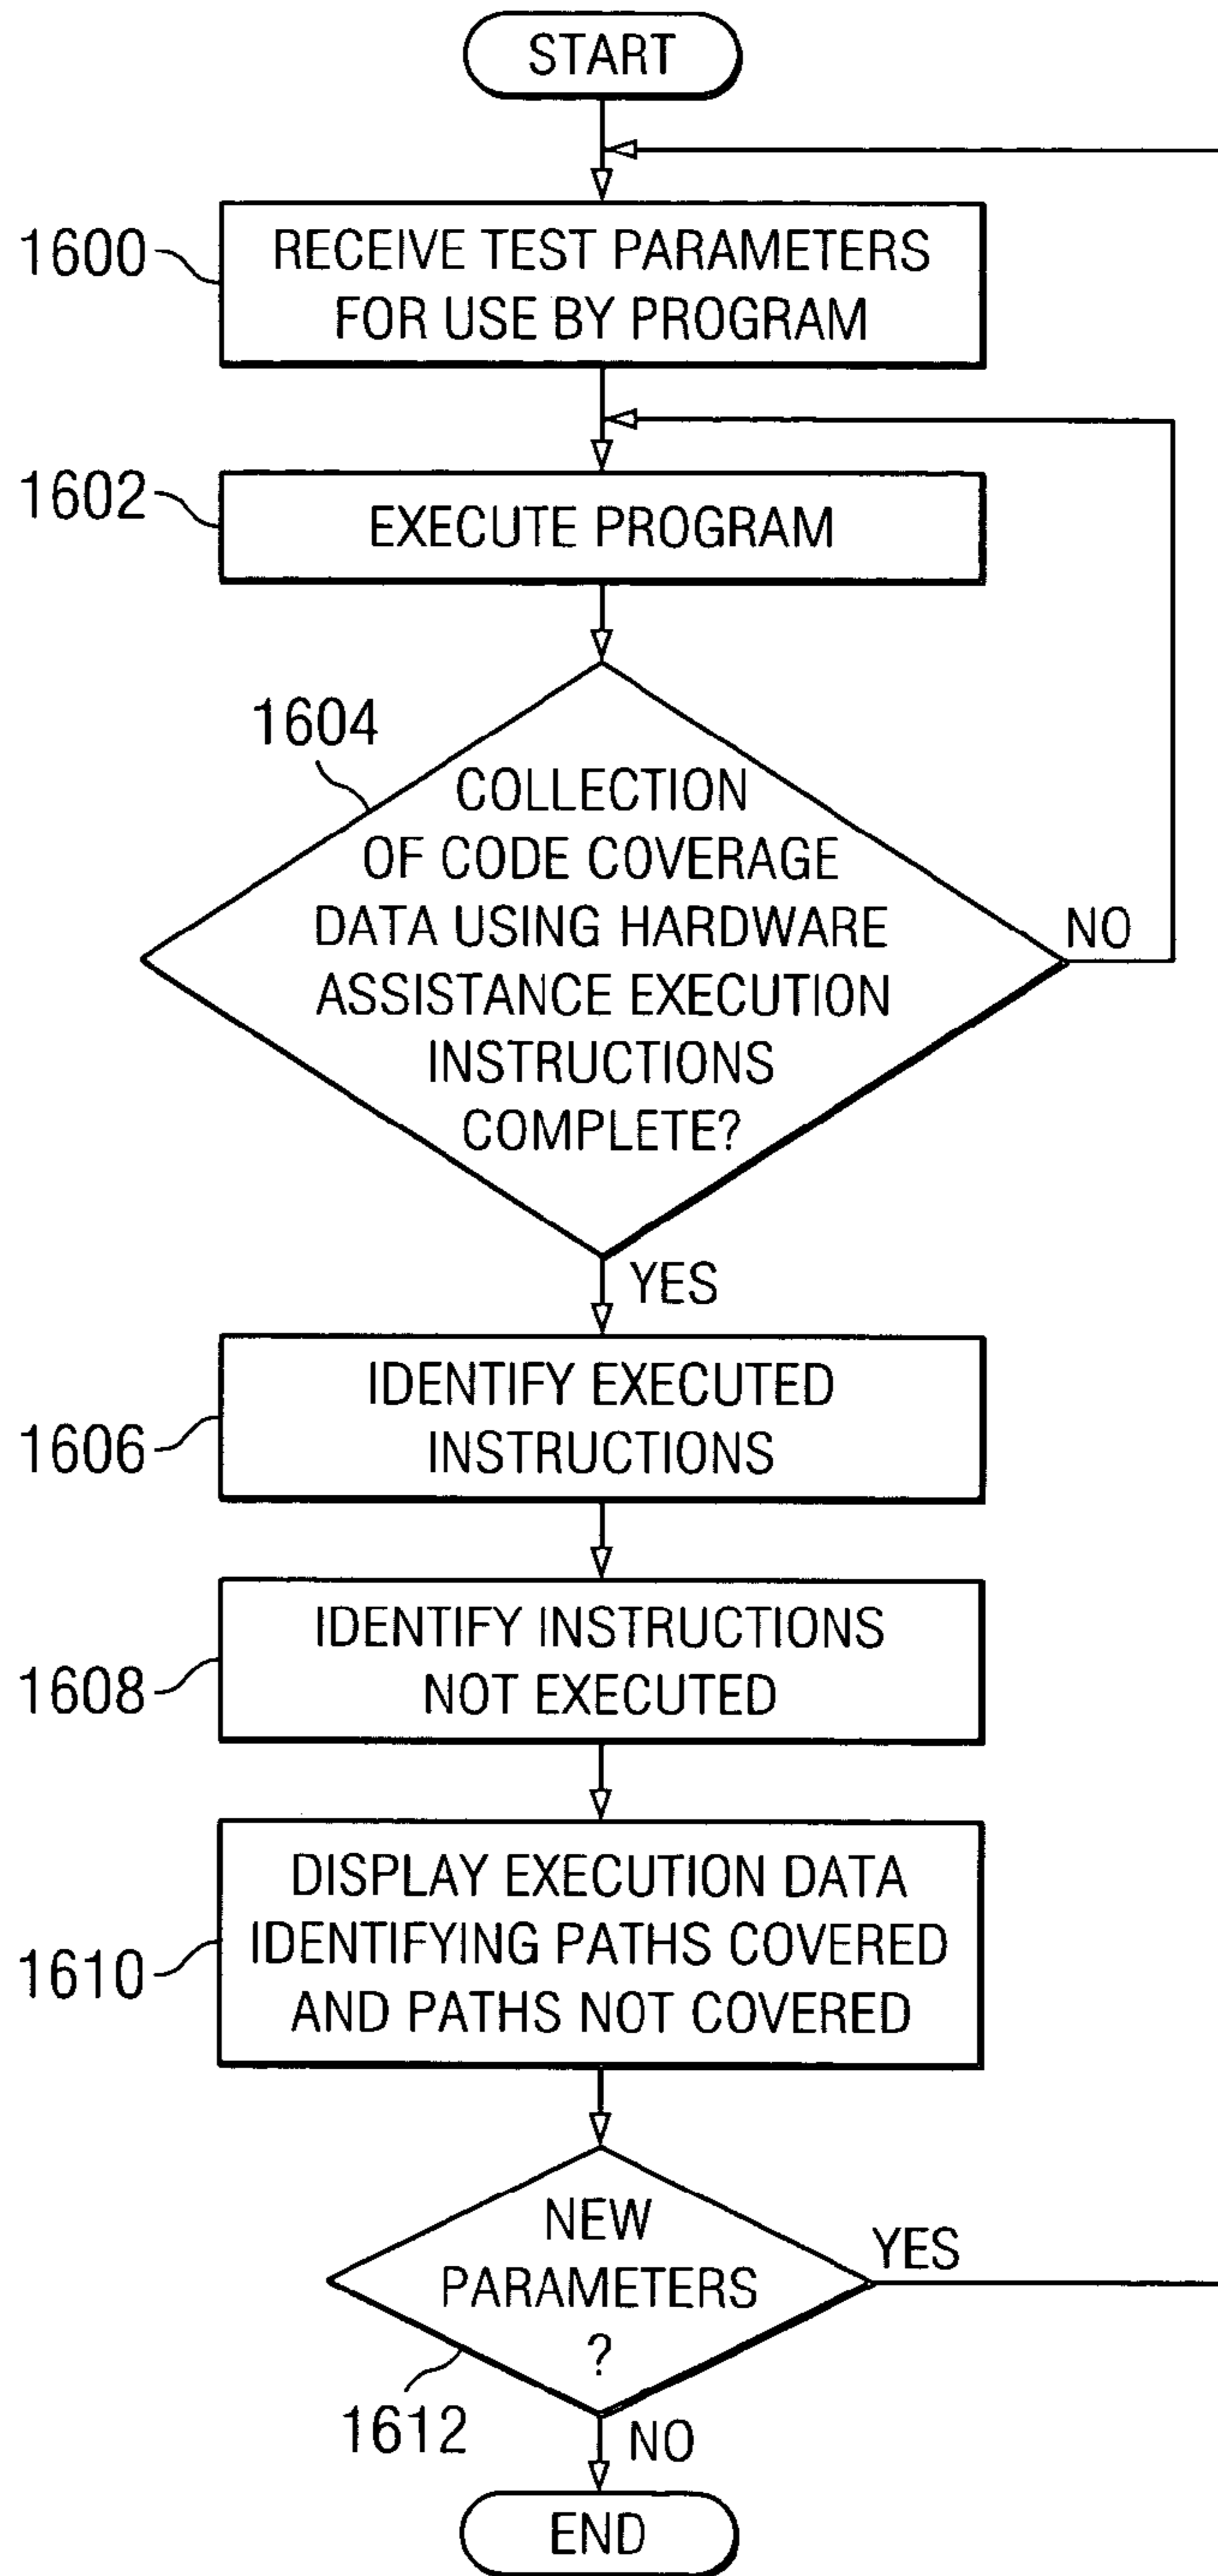 START
1600
RECEIVE TEST PARAMETERS
FOR USE BY PROGRAM
1602
EXECUTE PROGRAM
1604
COLLECTION
OF CODE COVERAGE
DATA USING HARDWARE
ASSISTANCE EXECUTION
INSTRUCTIONS
COMPLETE?
NO
YES
1606
IDENTIFY EXECUTED
INSTRUCTIONS
1608
IDENTIFY INSTRUCTIONS
NOT EXECUTED
1610
DISPLAY EXECUTION DATA
IDENTIFYING PATHS COVERED
AND PATHS NOT COVERED
NEW
PARAMETERS
?
YES
1612
NO
END